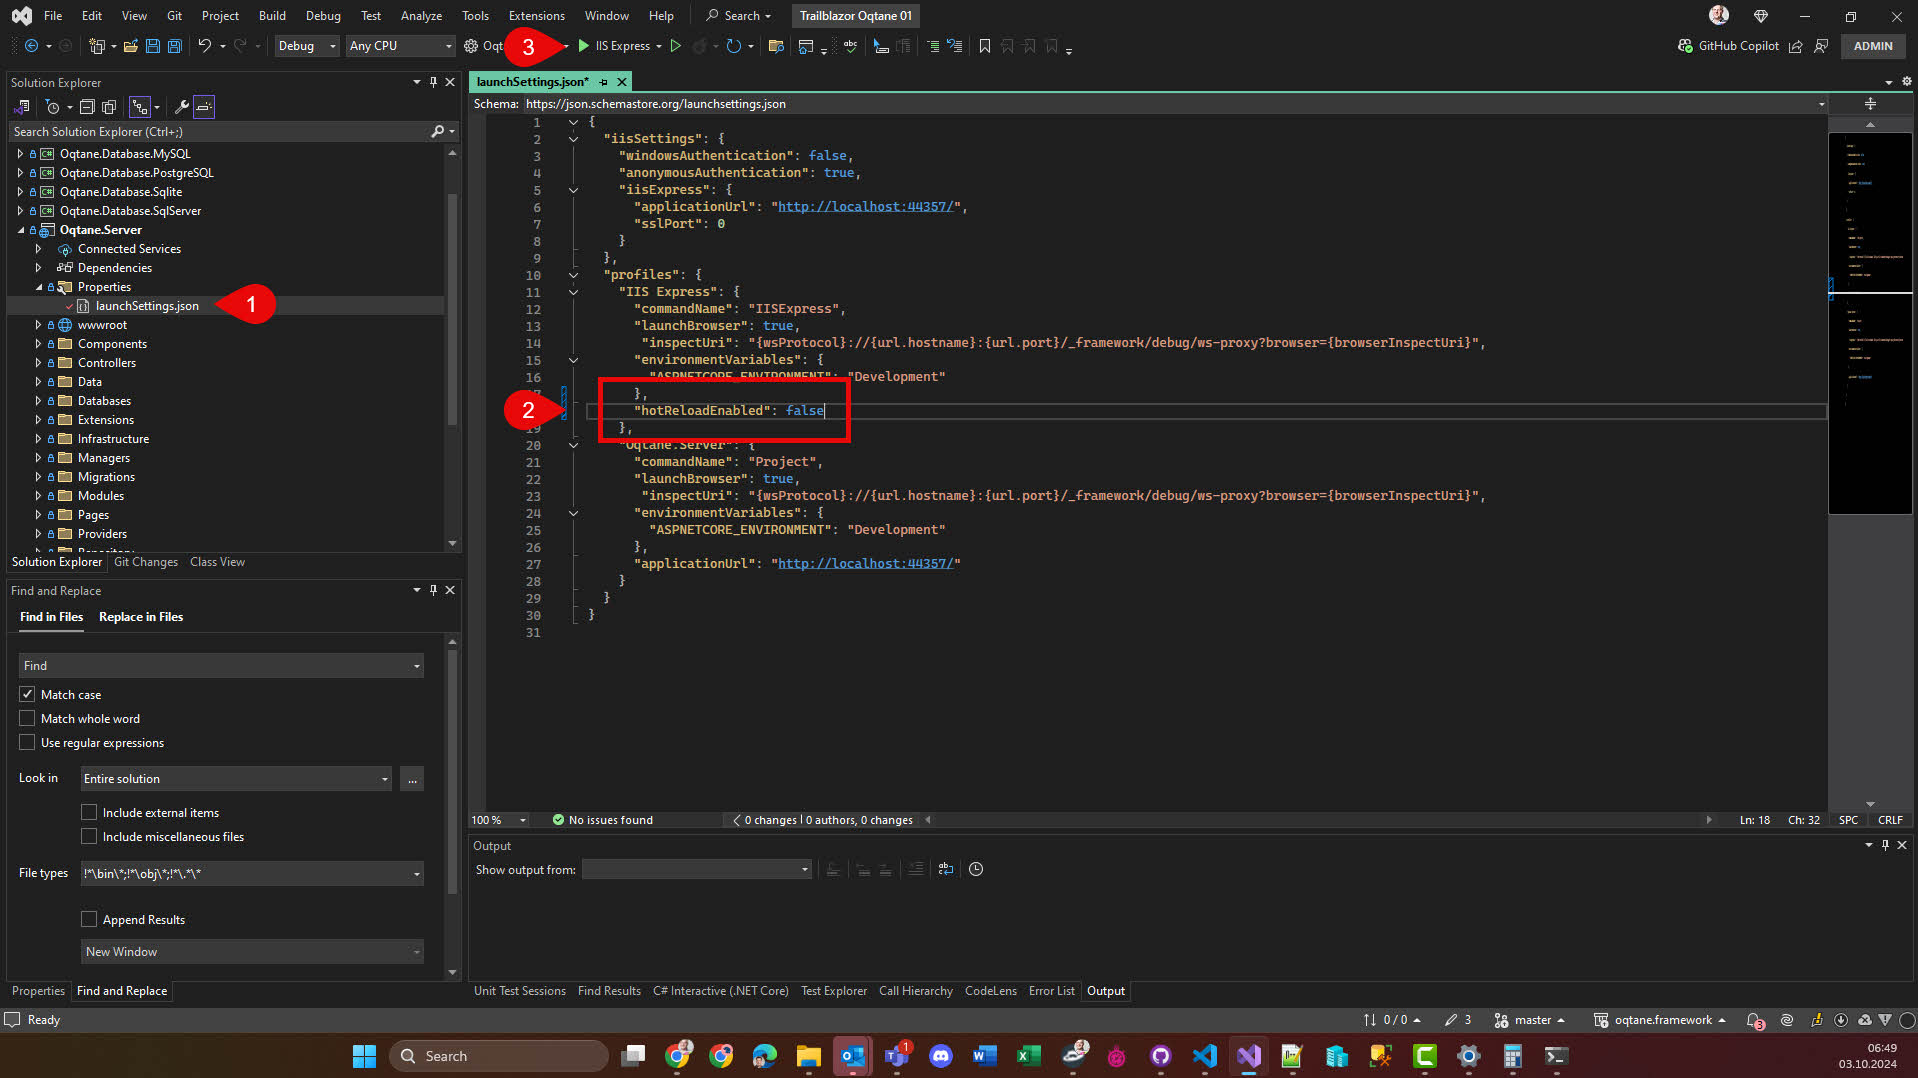 File Edit View Git Project Build Debug Test Analyze Tools Extensions Window Help Search Trailblazor Oqtane 01
Debug Any CPU Oqt 3 IIS Express GitHub Copilot ADMIN
Solution Explorer
Search Solution Explorer (Ctrl+;)
Oqtane.Database.MySQL
Oqtane.Database.PostgreSQL
Oqtane.Database.Sqlite
Oqtane.Database.SqlServer
Oqtane.Server
Connected Services
Dependencies
Properties
launchSettings.json 1
wwwroot
Components
Controllers
Data
Databases
Extensions
Infrastructure
Managers
Migrations
Modules
Pages
Providers
Solution Explorer Git Changes Class View
Find and Replace
Find in Files Replace in Files
Find
Match case
Match whole word
Use regular expressions
Look in Entire solution ...
Include external items
Include miscellaneous files
File types !*\bin\*;!*\obj\*;!*\.*\*
Append Results
New Window
Properties Find and Replace
launchSettings.json*
Schema: https://json.schemastore.org/launchsettings.json
1 {
2 "iisSettings": {
3 "windowsAuthentication": false,
4 "anonymousAuthentication": true,
5 "iisExpress": {
6 "applicationUrl": "http://localhost:44357/",
7 "sslPort": 0
8 }
9 },
10 "profiles": {
11 "IIS Express": {
12 "commandName": "IISExpress",
13 "launchBrowser": true,
14 "inspectUri": "{wsProtocol}://{url.hostname}:{url.port}/_framework/debug/ws-proxy?browser={browserInspectUri}",
15 "environmentVariables": {
16 "ASPNETCORE_ENVIRONMENT": "Development"
},
2 "hotReloadEnabled": false
19 },
20 "Oqtane.Server": {
21 "commandName": "Project",
22 "launchBrowser": true,
23 "inspectUri": "{wsProtocol}://{url.hostname}:{url.port}/_framework/debug/ws-proxy?browser={browserInspectUri}",
24 "environmentVariables": {
25 "ASPNETCORE_ENVIRONMENT": "Development"
26 },
27 "applicationUrl": "http://localhost:44357/"
28 }
29 }
30 }
31
100 % No issues found 0 changes | 0 authors, 0 changes Ln: 18 Ch: 32 SPC CRLF
Output
Show output from:
Unit Test Sessions Find Results C# Interactive (.NET Core) Test Explorer Call Hierarchy CodeLens Error List Output
Ready 0 / 0 3 master oqtane.framework 3
Search 1 06:49
03.10.2024